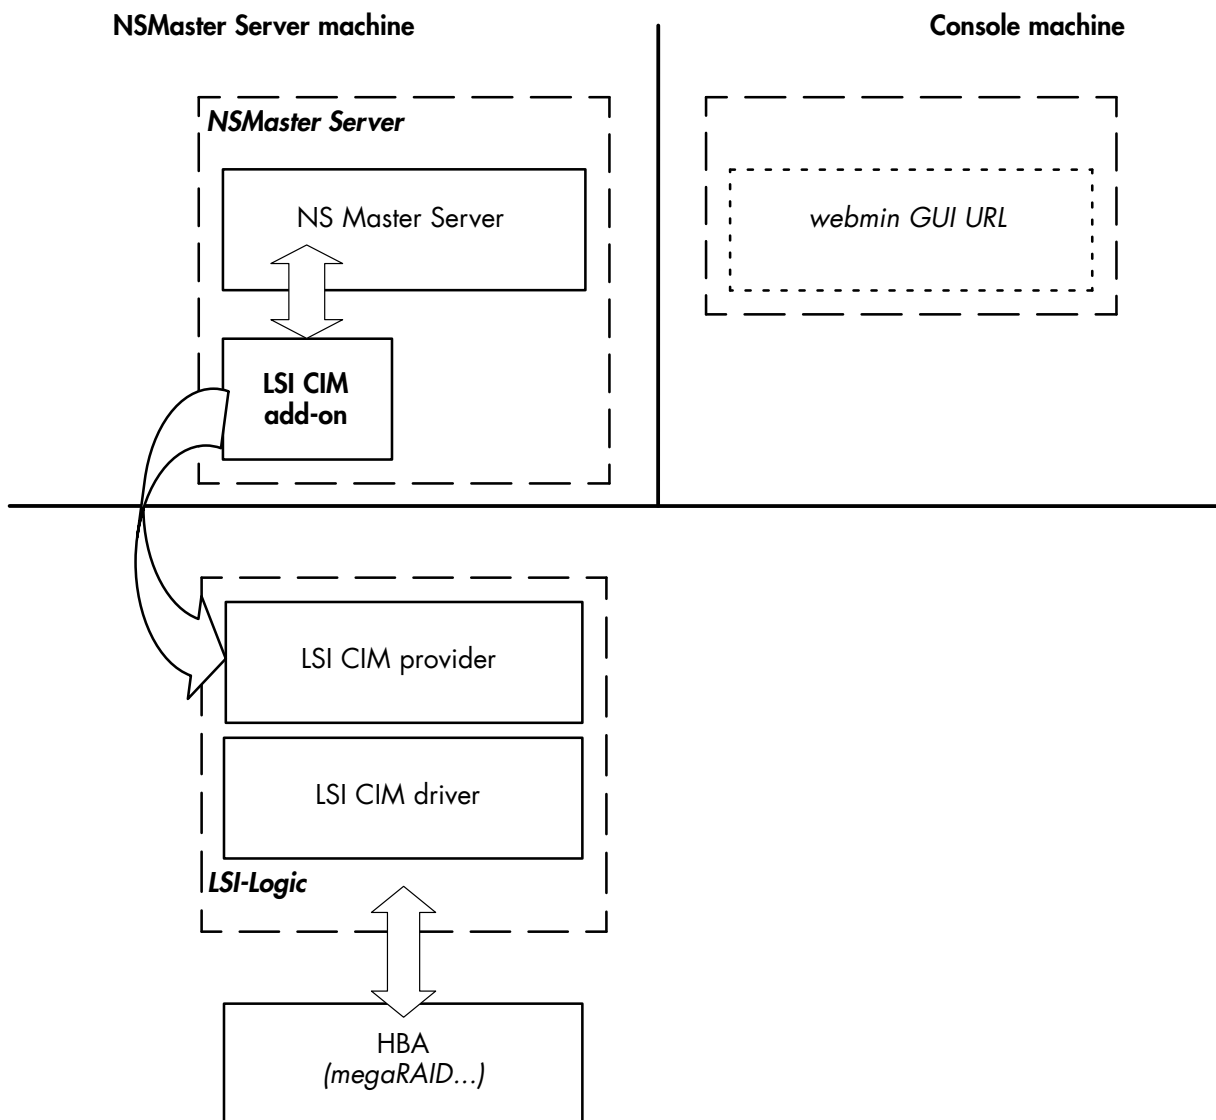 NSMaster Server machine
Console machine
NSMaster Server
NS Master Server
webmin GUI URL
LSI CIM
add-on
LSI CIM provider
LSI CIM driver
LSI-Logic
HBA
(megaRAID...)